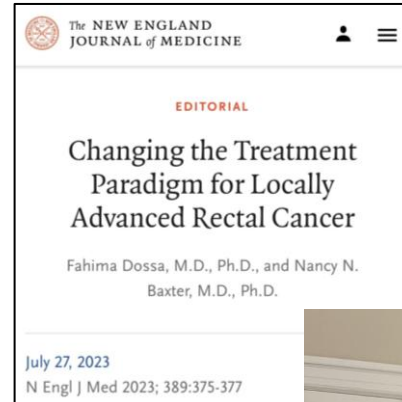 The NEW ENGLAND
JOURNAL of MEDICINE
EDITORIAL
Changing the Treatment
Paradigm for Locally
Advanced Rectal Cancer
Fahima Dossa, M.D., Ph.D., and Nancy N.
Baxter, M.D., Ph.D.
July 27, 2023
N Engl J Med 2023; 389:375-377